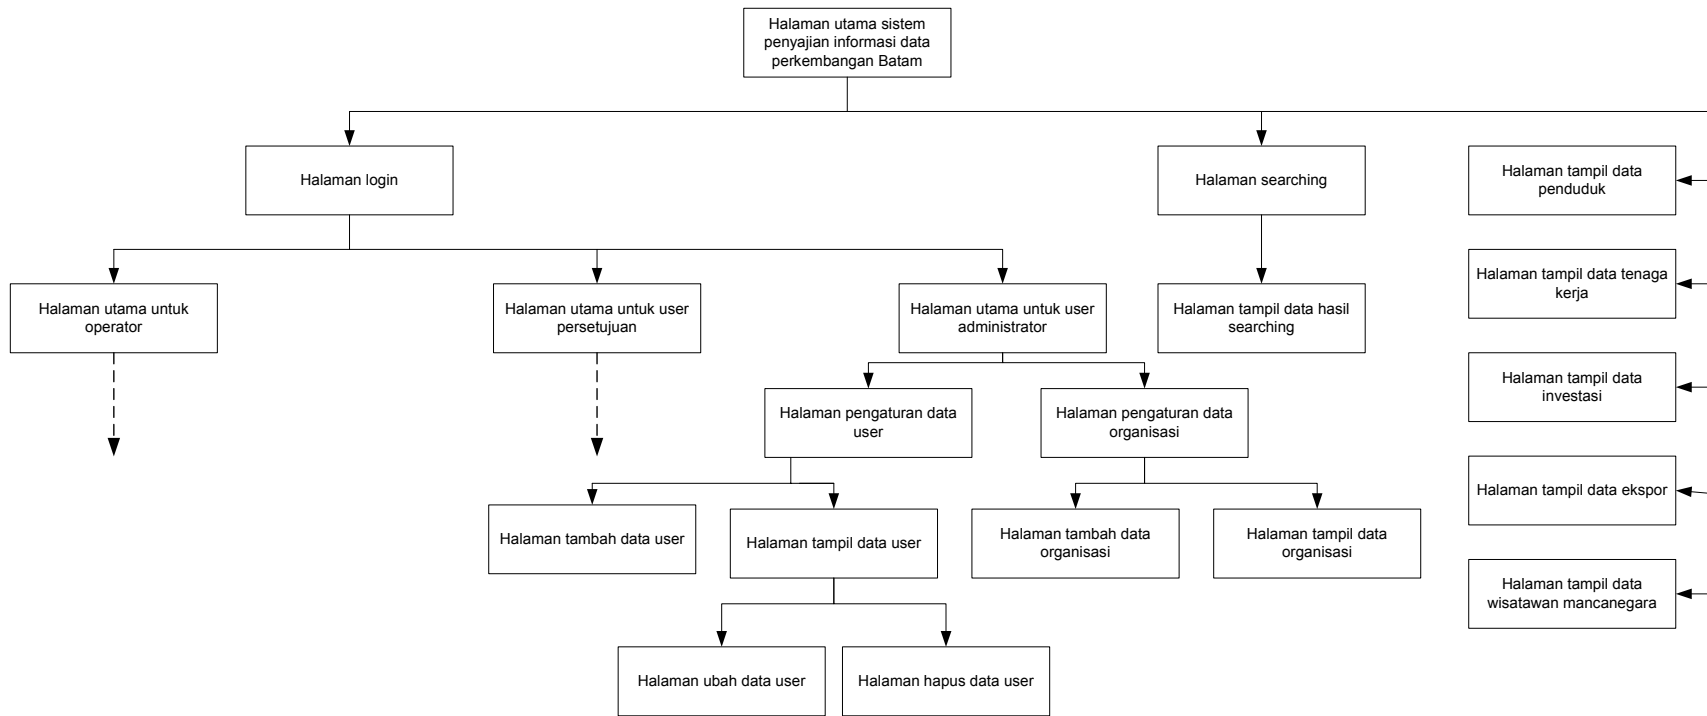 Halaman utama sistem
penyajian informasi data
perkembangan Batam
Halaman login
Halaman searching
Halaman tampil data
penduduk
Halaman utama untuk
operator
Halaman utama untuk user
persetujuan
Halaman utama untuk user
administrator
Halaman tampil data hasil
searching
Halaman tampil data tenaga
kerja
Halaman pengaturan data
user
Halaman pengaturan data
organisasi
Halaman tampil data
investasi
Halaman tambah data user
Halaman tampil data user
Halaman tambah data
organisasi
Halaman tampil data
organisasi
Halaman tampil data ekspor
Halaman tampil data
wisatawan mancanegara
Halaman ubah data user
Halaman hapus data user